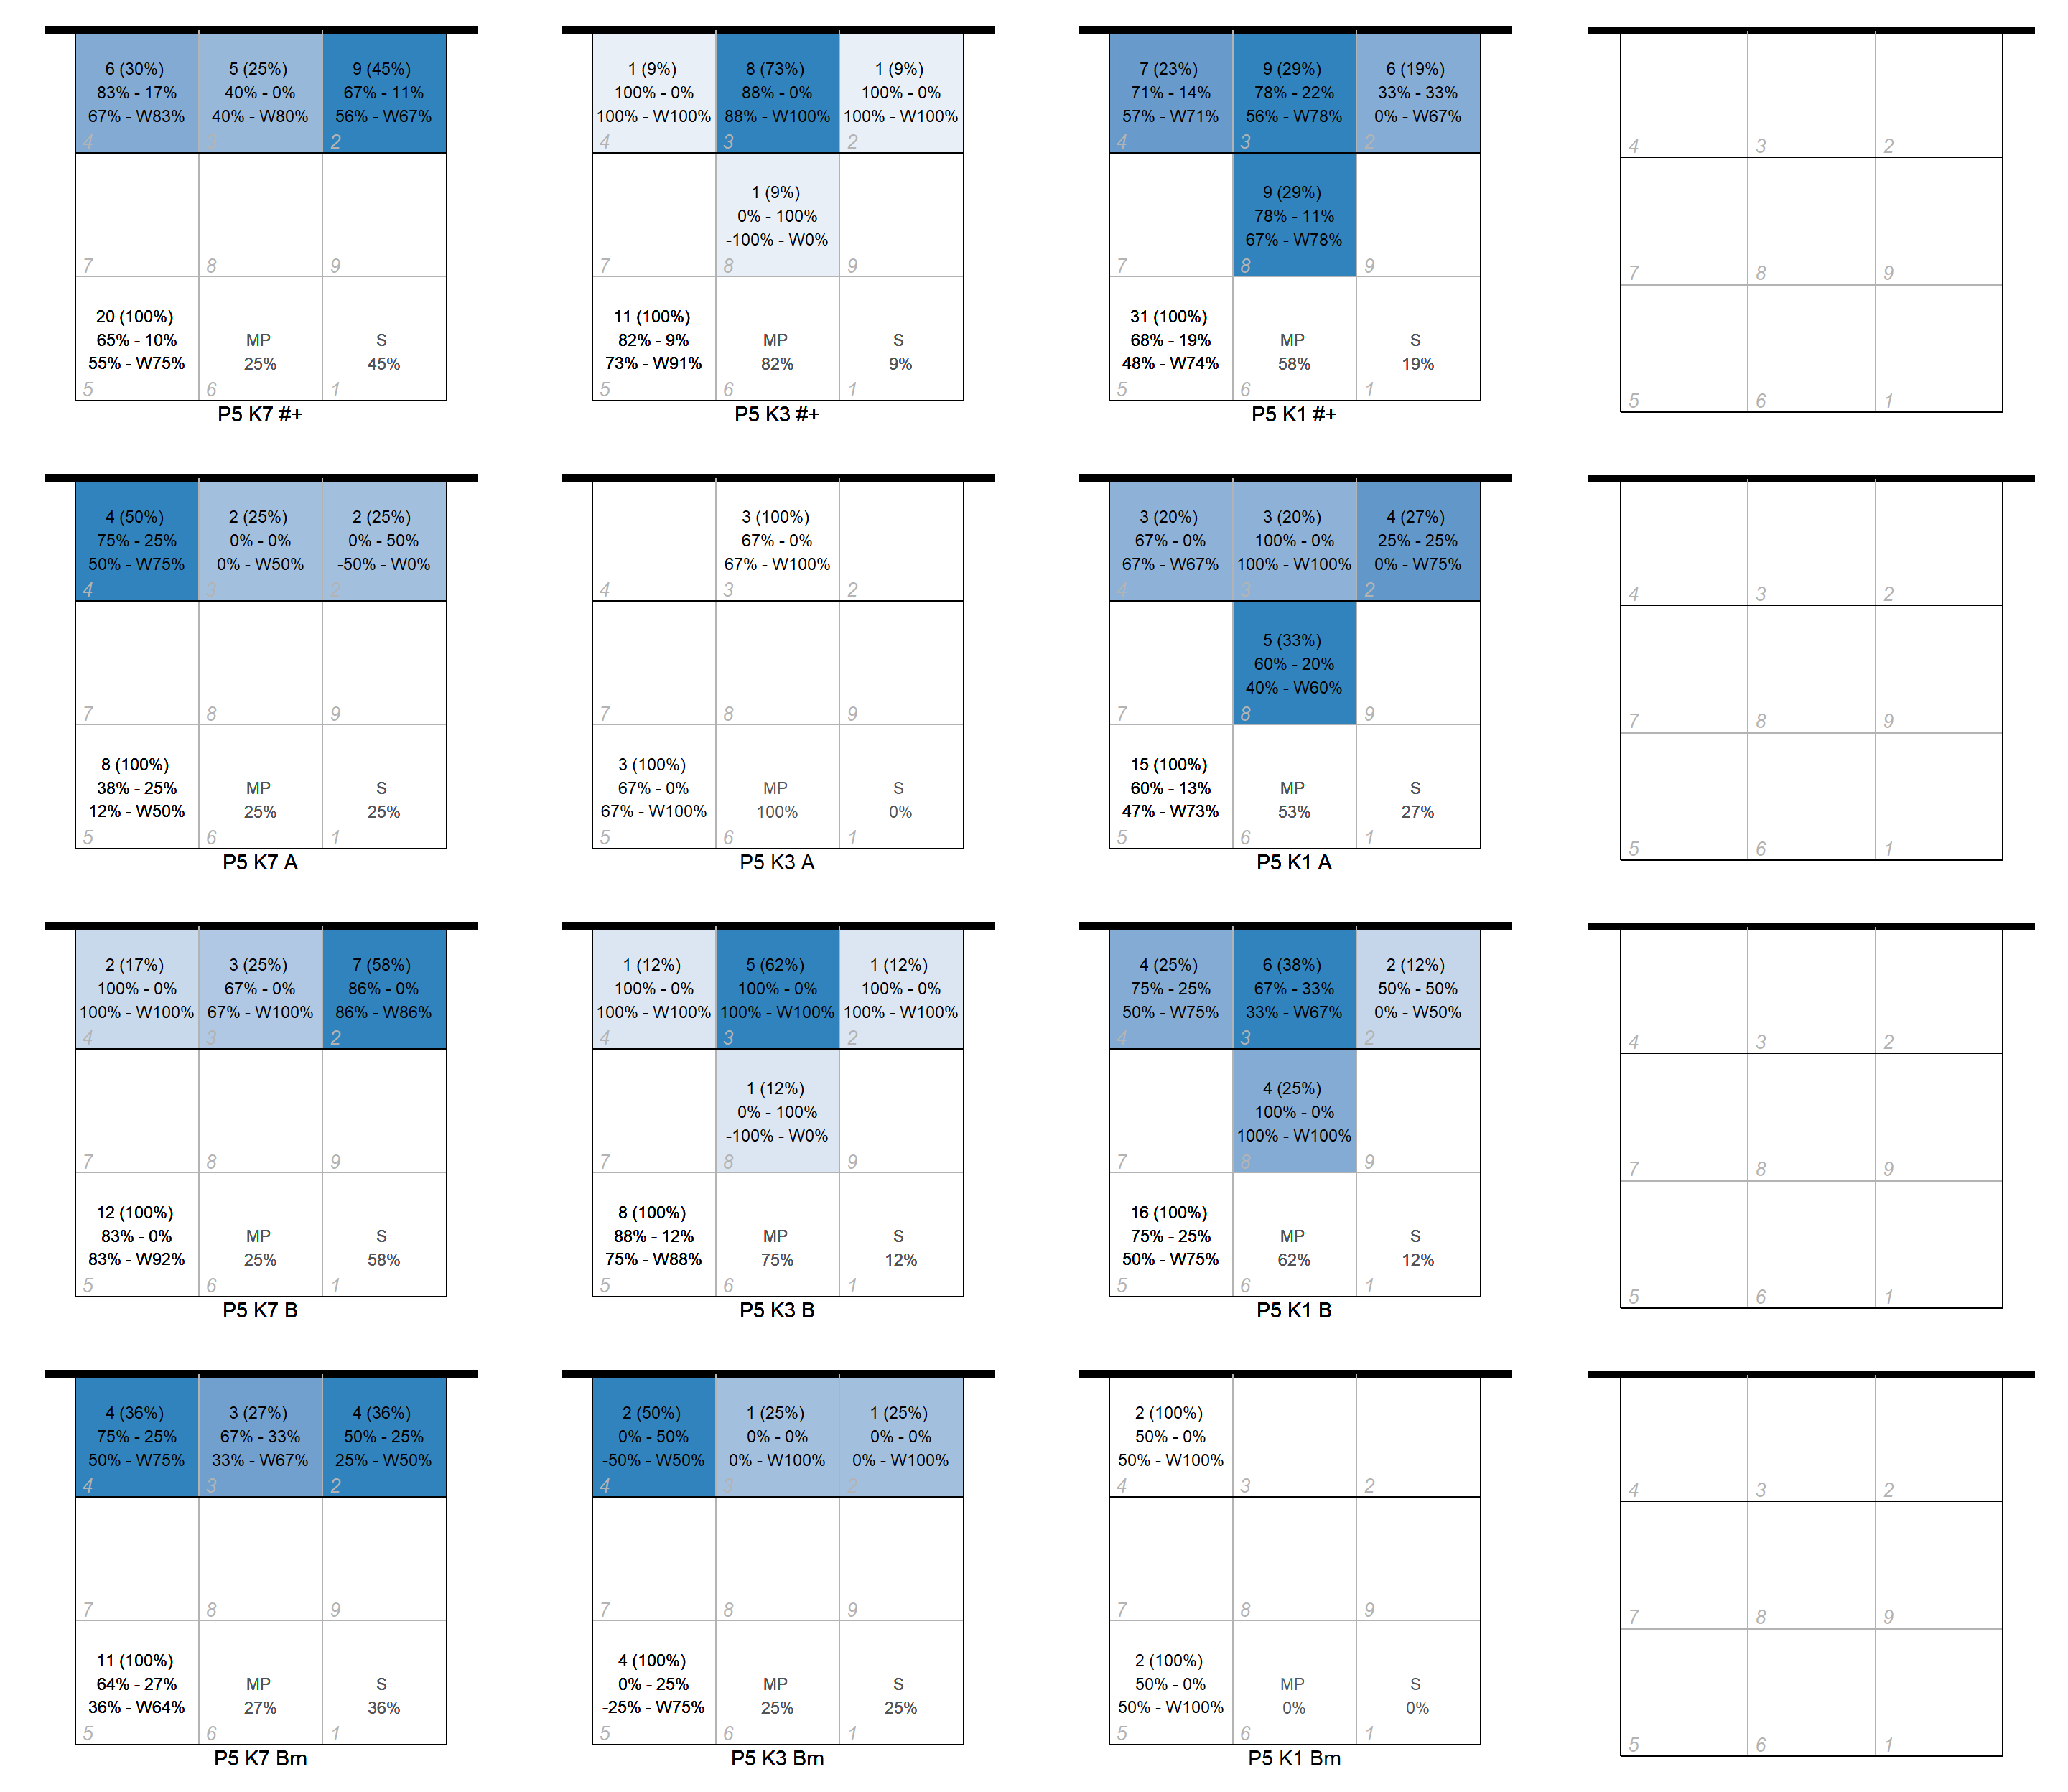 6 (30%)
83% - 17%
67% - W83%
4
5 (25%)
40% - 0%
40% - W80%
3
9 (45%)
67% - 11%
56% - W67%
2
7
8
9
20 (100%)
65% - 10%
55% - W75%
5
MP
25%
6
S
45%
1
P5 K7 #+
1 (9%)
100% - 0%
100% - W100%
4
8 (73%)
88% - 0%
88% - W100%
3
1 (9%)
100% - 0%
100% - W100%
2
7
1 (9%)
0% - 100%
-100% - W0%
8
9
11 (100%)
82% - 9%
73% - W91%
5
MP
82%
6
S
9%
1
P5 K3 #+
7 (23%)
71% - 14%
57% - W71%
4
9 (29%)
78% - 22%
56% - W78%
3
6 (19%)
33% - 33%
0% - W67%
2
7
9 (29%)
78% - 11%
67% - W78%
8
9
31 (100%)
68% - 19%
48% - W74%
5
MP
58%
6
S
19%
1
P5 K1 #+
4
3
2
7
8
9
5
6
1
4 (50%)
75% - 25%
50% - W75%
4
2 (25%)
0% - 0%
0% - W50%
3
2 (25%)
0% - 50%
-50% - W0%
2
7
8
9
8 (100%)
38% - 25%
12% - W50%
5
MP
25%
6
S
25%
1
P5 K7 A
4
3 (100%)
67% - 0%
67% - W100%
3
2
7
8
9
3 (100%)
67% - 0%
67% - W100%
5
MP
100%
6
S
0%
1
P5 K3 A
3 (20%)
67% - 0%
67% - W67%
4
3 (20%)
100% - 0%
100% - W100%
3
4 (27%)
25% - 25%
0% - W75%
2
7
5 (33%)
60% - 20%
40% - W60%
8
9
15 (100%)
60% - 13%
47% - W73%
5
MP
53%
6
S
27%
1
P5 K1 A
4
3
2
7
8
9
5
6
1
2 (17%)
100% - 0%
100% - W100%
4
3 (25%)
67% - 0%
67% - W100%
3
7 (58%)
86% - 0%
86% - W86%
2
7
8
9
12 (100%)
83% - 0%
83% - W92%
5
MP
25%
6
S
58%
1
P5 K7 B
1 (12%)
100% - 0%
100% - W100%
4
5 (62%)
100% - 0%
100% - W100%
3
1 (12%)
100% - 0%
100% - W100%
2
7
1 (12%)
0% - 100%
-100% - W0%
8
9
8 (100%)
88% - 12%
75% - W88%
5
MP
75%
6
S
12%
1
P5 K3 B
4 (25%)
75% - 25%
50% - W75%
4
6 (38%)
67% - 33%
33% - W67%
3
2 (12%)
50% - 50%
0% - W50%
2
7
4 (25%)
100% - 0%
100% - W100%
8
9
16 (100%)
75% - 25%
50% - W75%
5
MP
62%
6
S
12%
1
P5 K1 B
4
3
2
7
8
9
5
6
1
4 (36%)
75% - 25%
50% - W75%
4
3 (27%)
67% - 33%
33% - W67%
3
4 (36%)
50% - 25%
25% - W50%
2
7
8
9
11 (100%)
64% - 27%
36% - W64%
5
MP
27%
6
S
36%
1
P5 K7 Bm
2 (50%)
0% - 50%
-50% - W50%
4
1 (25%)
0% - 0%
0% - W100%
3
1 (25%)
0% - 0%
0% - W100%
2
7
8
9
4 (100%)
0% - 25%
-25% - W75%
5
MP
25%
6
S
25%
1
P5 K3 Bm
2 (100%)
50% - 0%
50% - W100%
4
3
2
7
8
9
2 (100%)
50% - 0%
50% - W100%
5
MP
0%
6
S
0%
1
P5 K1 Bm
4
3
2
7
8
9
5
6
1